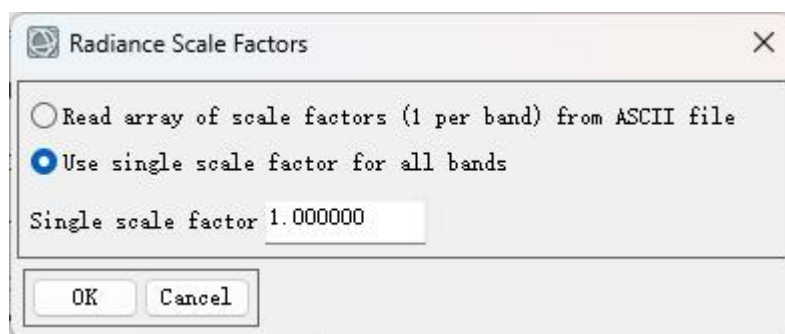 Radiance Scale Factors
Read array of scale factors (1 per band) from ASCII file
Use single scale factor for all bands
Single scale factor 1.000000
OK Cancel